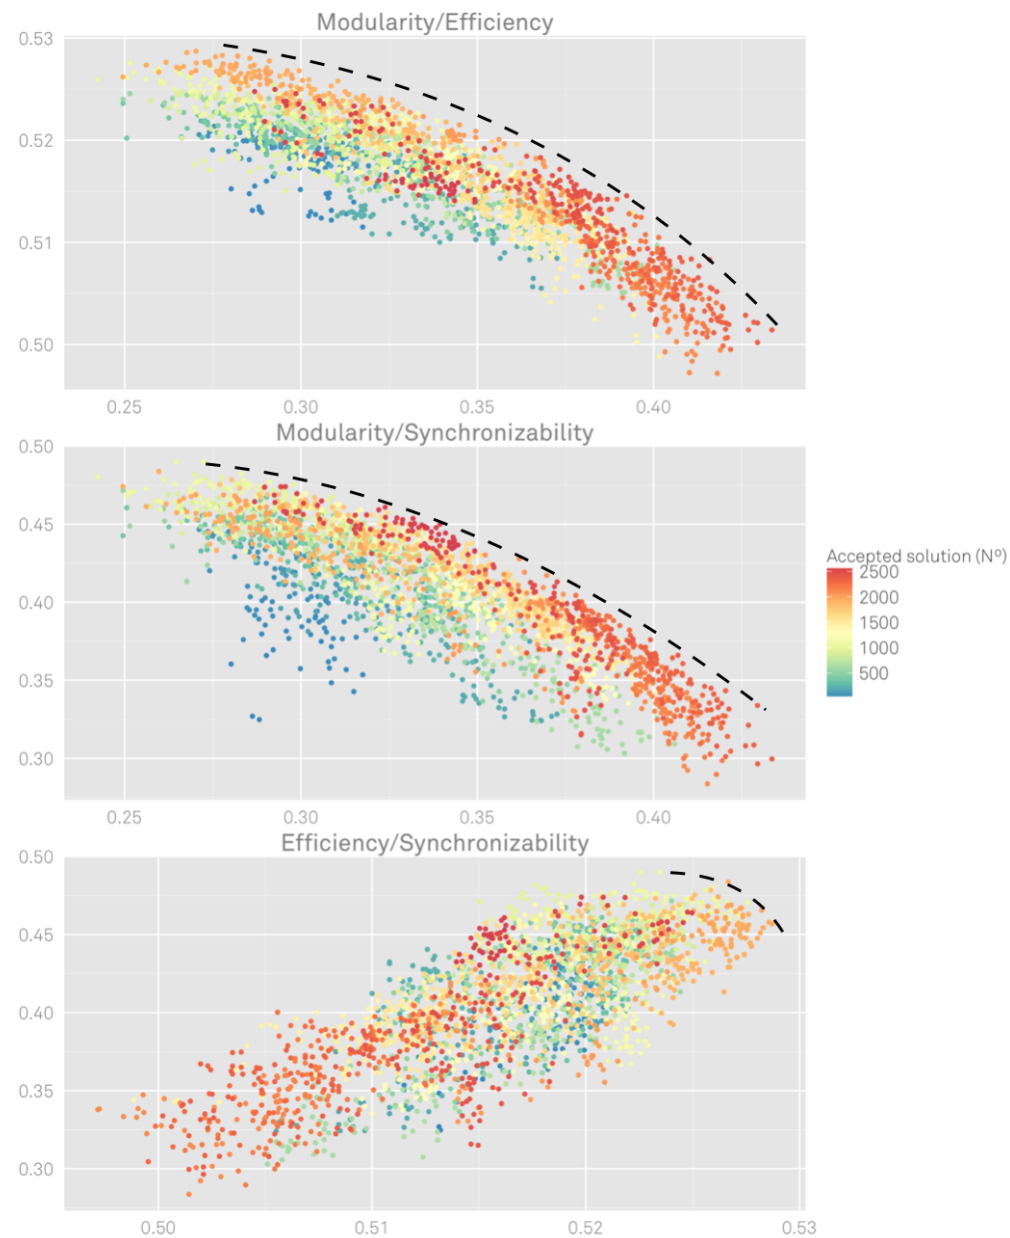 Modularity/Efficiency
0.53
0.52
0.51
0.50
0.25 0.30 0.35 0.40
Modularity/Synchronizability
0.50
0.45
0.40
0.35
0.30
0.25 0.30 0.35 0.40
Accepted solution (Nº)
2500
2000
1500
1000
500
Efficiency/Synchronizability
0.50
0.45
0.40
0.35
0.30
0.50 0.51 0.52 0.53